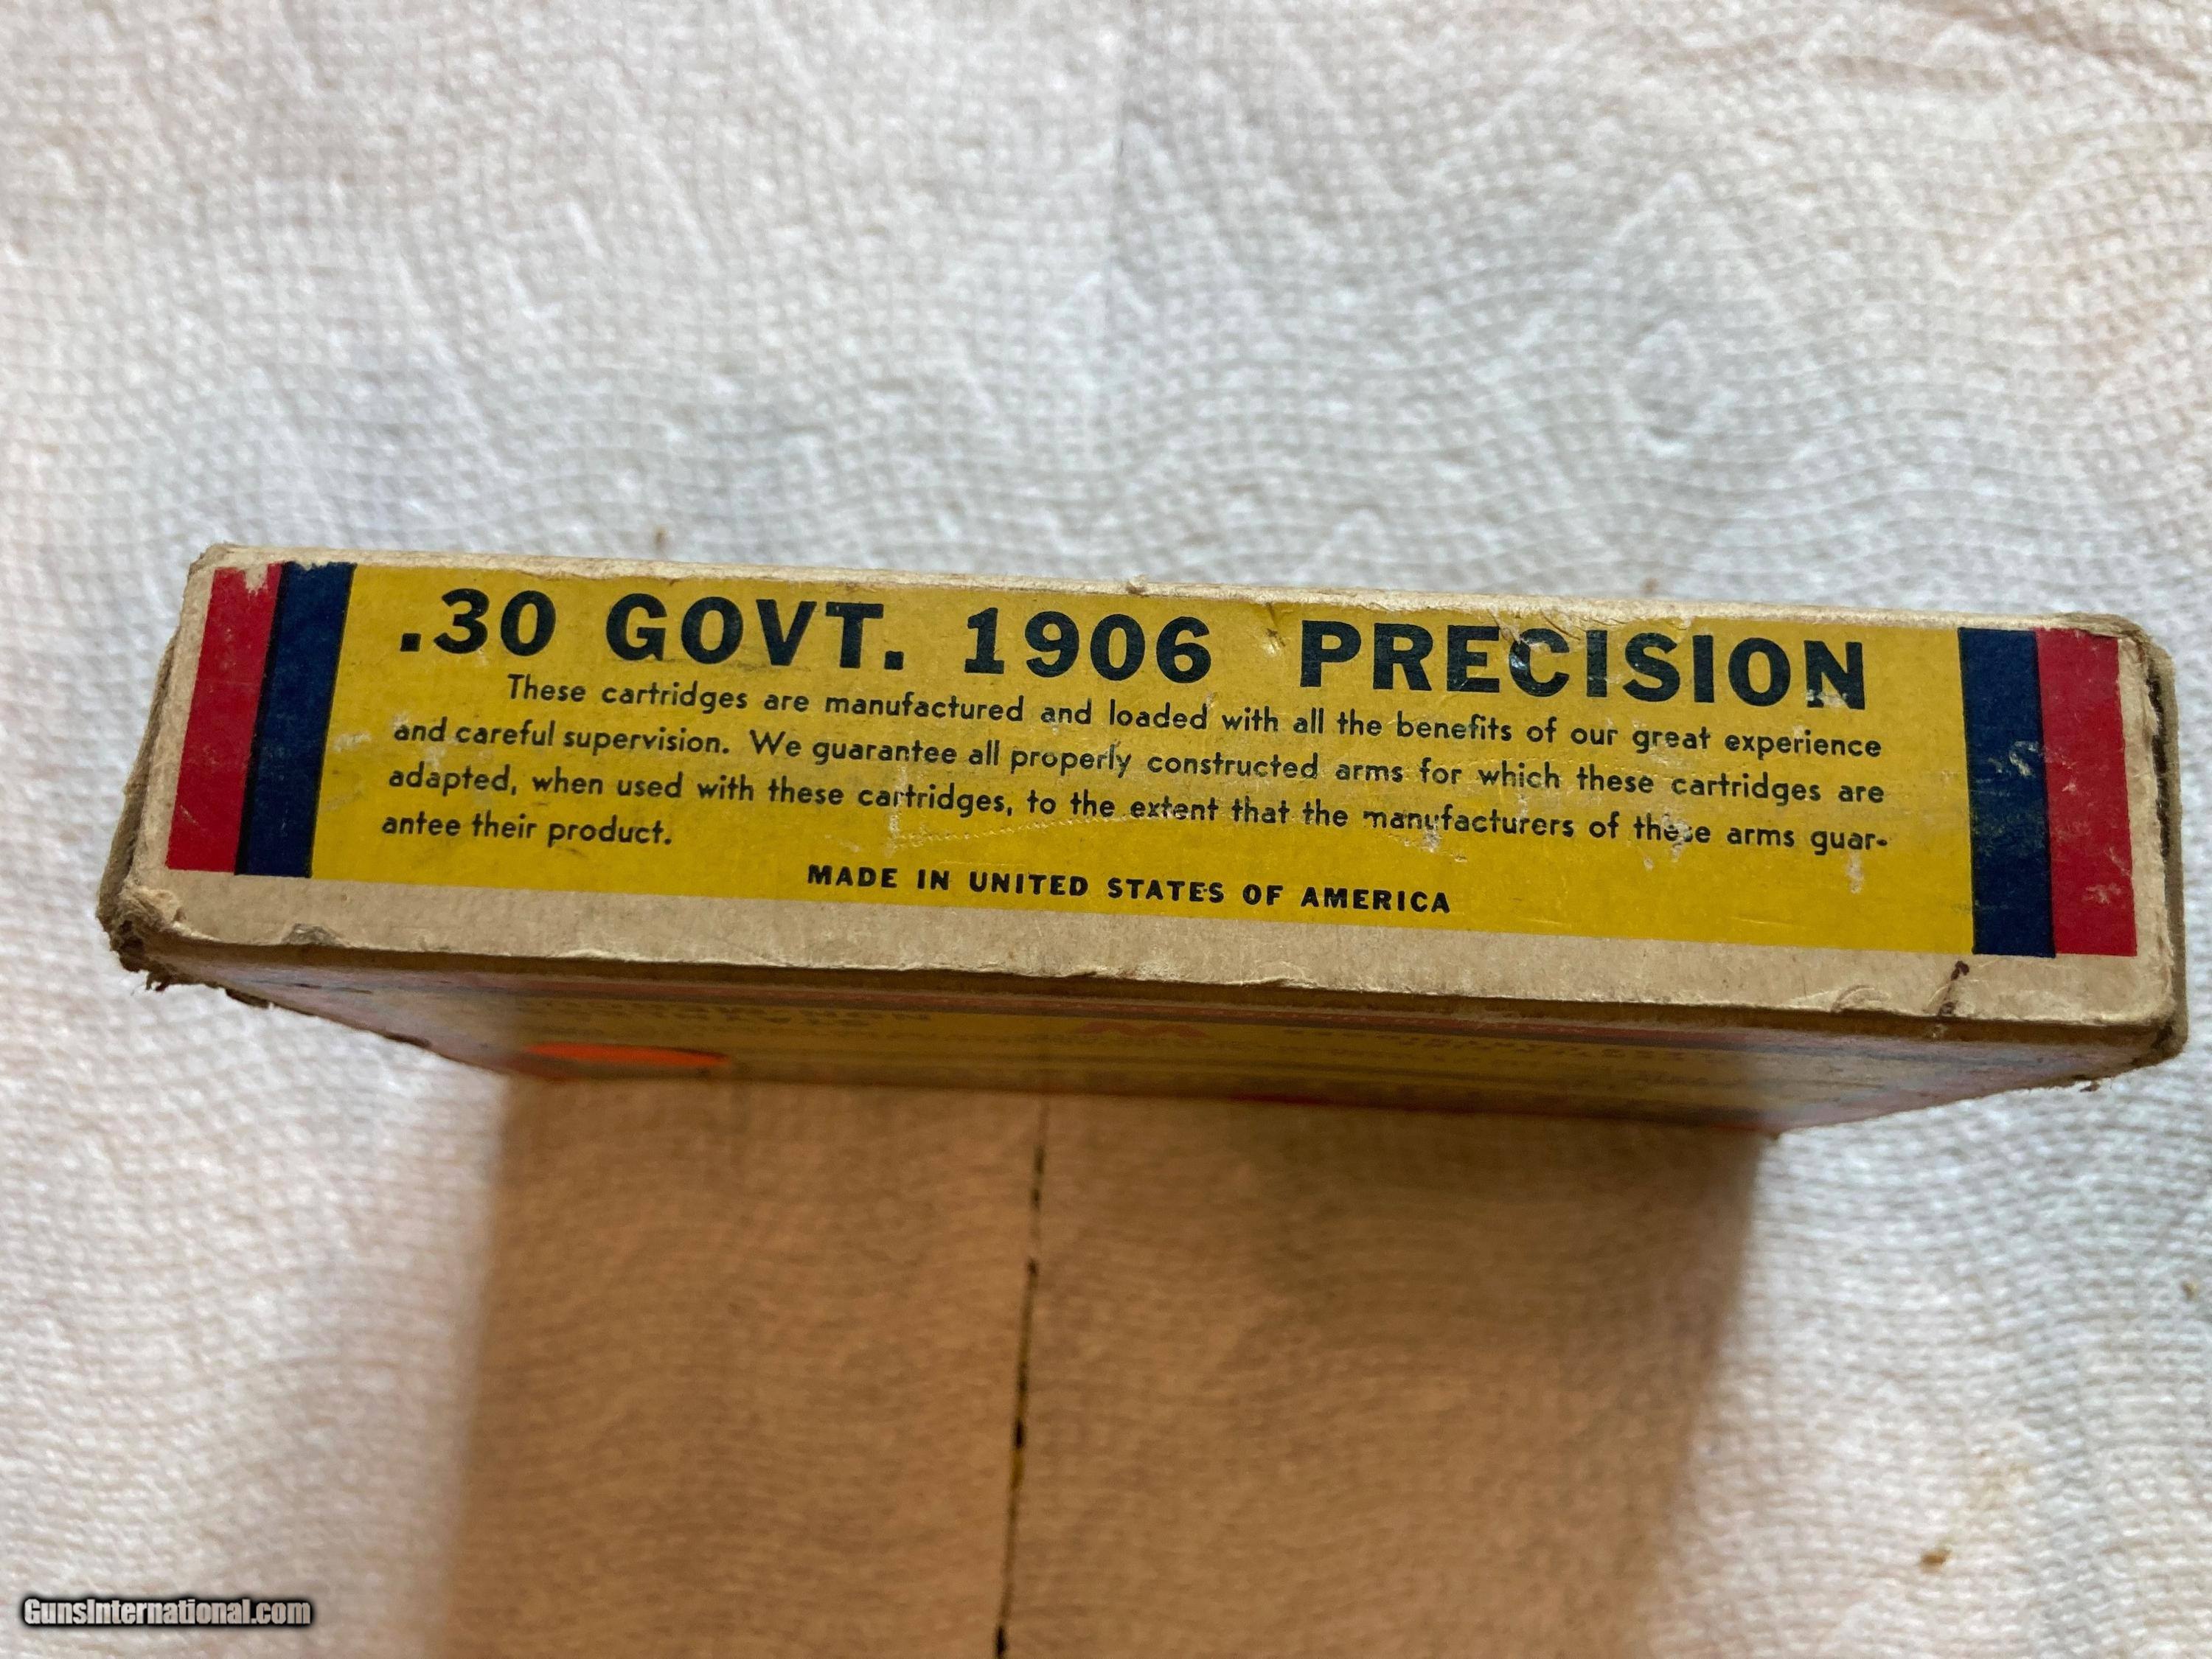 .30 GOVT. 1906 PRECISION
These cartridges are manufactured and loaded with all the benefits of our great experience
and careful supervision. We guarantee all properly constructed arms for which these cartridges are
adapted, when used with these cartridges, to the extent that the manufacturers of these arms guar-
antee their product.
MADE IN UNITED STATES OF AMERICA
W
GunsInternational.com